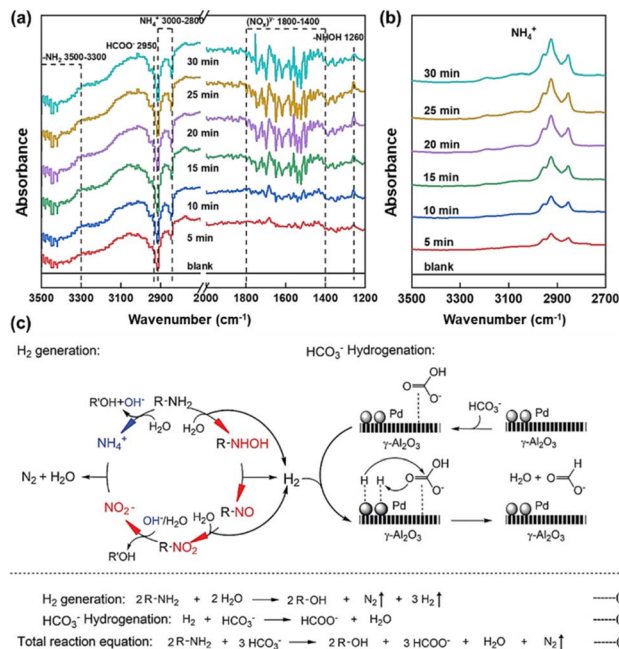 (a)
NH₄⁺ 3000-2800
(NOₓ)ʸ⁻ 1800-1400
-NHOH 1260
-NH₂ 3500-3300
HCOO⁻ 2950
30 min
25 min
20 min
15 min
10 min
5 min
blank
Absorbance
3500 3200 2900 2000 1800 1600 1400 1200
Wavenumber (cm⁻¹)
(b)
NH₄⁺
30 min
25 min
20 min
15 min
10 min
5 min
blank
Absorbance
3500 3300 3100 2900 2700
Wavenumber (cm⁻¹)
(c)
H₂ generation:
R'OH+OH⁻
R-NH₂
H₂O
H₂O
NH₄⁺
R-NHOH
N₂ + H₂O
H₂
NO₂⁻
R-NO
OH⁻/H₂O
H₂O
R-NO₂
R'OH
HCO₃⁻ Hydrogenation:
OH
O
O⁻
Pd
γ-Al₂O₃
HCO₃⁻
Pd
γ-Al₂O₃
OH
H H O
O⁻
Pd
γ-Al₂O₃
H₂O + O H
O⁻
Pd
γ-Al₂O₃
H₂ generation: 2R-NH₂ + 2H₂O → 2R-OH + N₂↑ + 3H₂↑ ------(
HCO₃⁻ Hydrogenation: H₂ + HCO₃⁻ → HCOO⁻ + H₂O ------(
Total reaction equation: 2R-NH₂ + 3HCO₃⁻ → 2R-OH + 3HCOO⁻ + H₂O + N₂↑ ------(